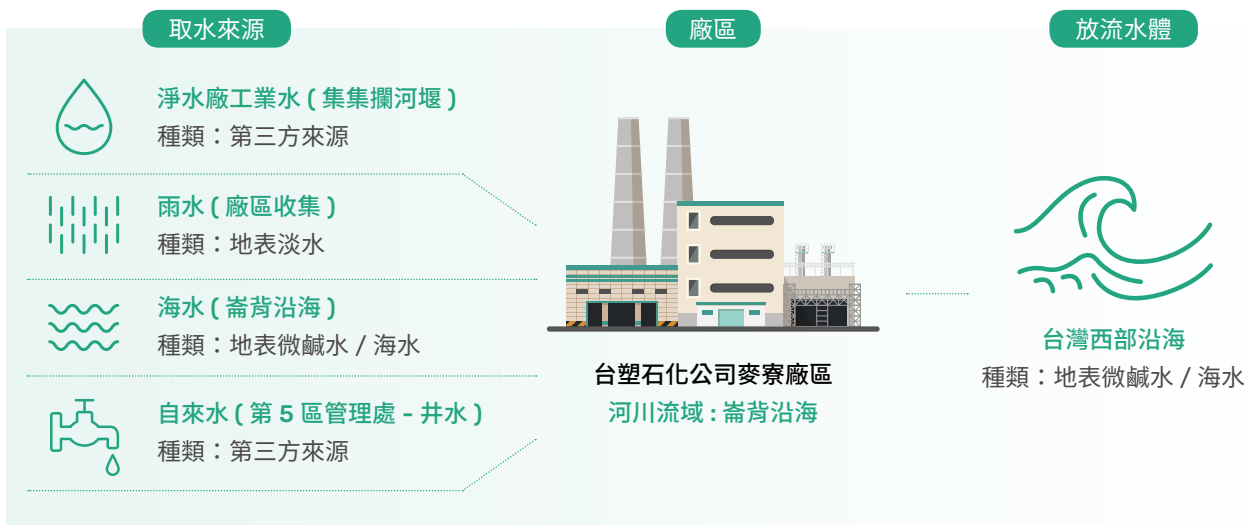 取水來源
淨水廠工業水 ( 集集攔河堰 )
種類：第三方來源
雨水 ( 廠區收集 )
種類：地表淡水
海水 ( 崙背沿海 )
種類：地表微鹹水 / 海水
自來水 ( 第 5 區管理處 - 井水 )
種類：第三方來源
廠區
台塑石化公司麥寮廠區
河川流域 : 崙背沿海
放流水體
台灣西部沿海
種類：地表微鹹水 / 海水